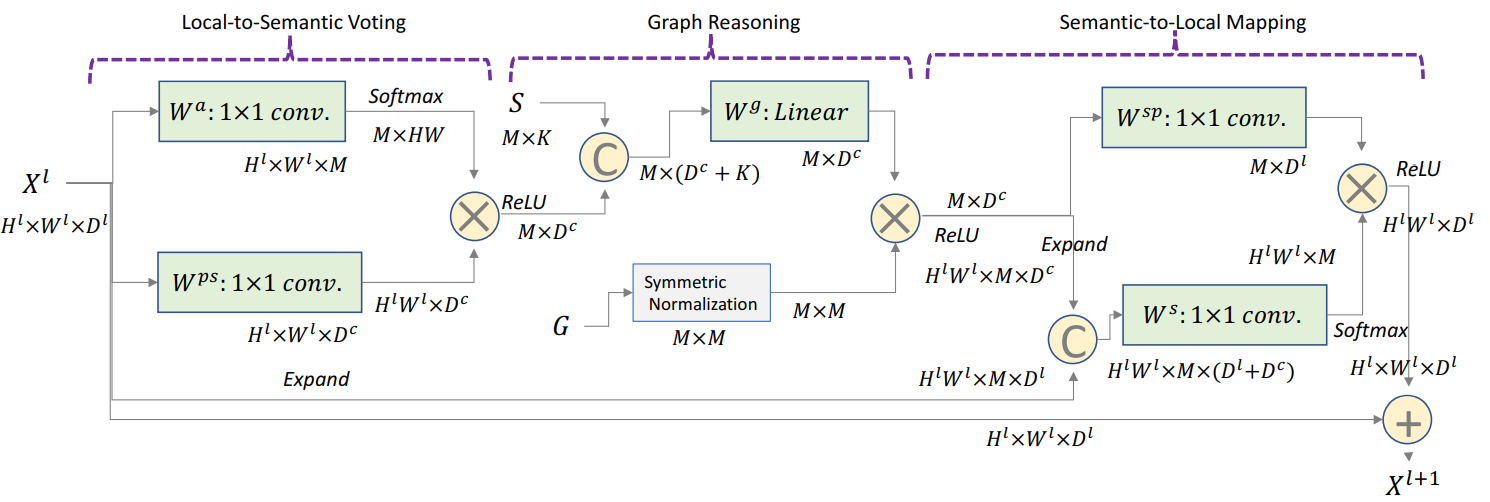 Local-to-Semantic Voting
Graph Reasoning
Semantic-to-Local Mapping
W^a: 1×1 conv.
Softmax
M×HW
H^l×W^l×M
X^l
H^l×W^l×D^l
ReLU
M×D^c
W^ps: 1×1 conv.
H^lW^l×D^c
H^l×W^l×D^c
Expand
S
M×K
C
M×(D^c + K)
W^g: Linear
M×D^c
M×D^c
ReLU
G
Symmetric
Normalization
M×M
M×M
W^sp: 1×1 conv.
M×D^l
ReLU
H^lW^l×D^l
Expand
H^lW^l×M×D^c
H^lW^l×M
C
W^s: 1×1 conv.
Softmax
H^lW^l×M×D^l
H^lW^l×M×(D^l+D^c)
H^l×W^l×D^l
H^l×W^l×D^l
X^l+1